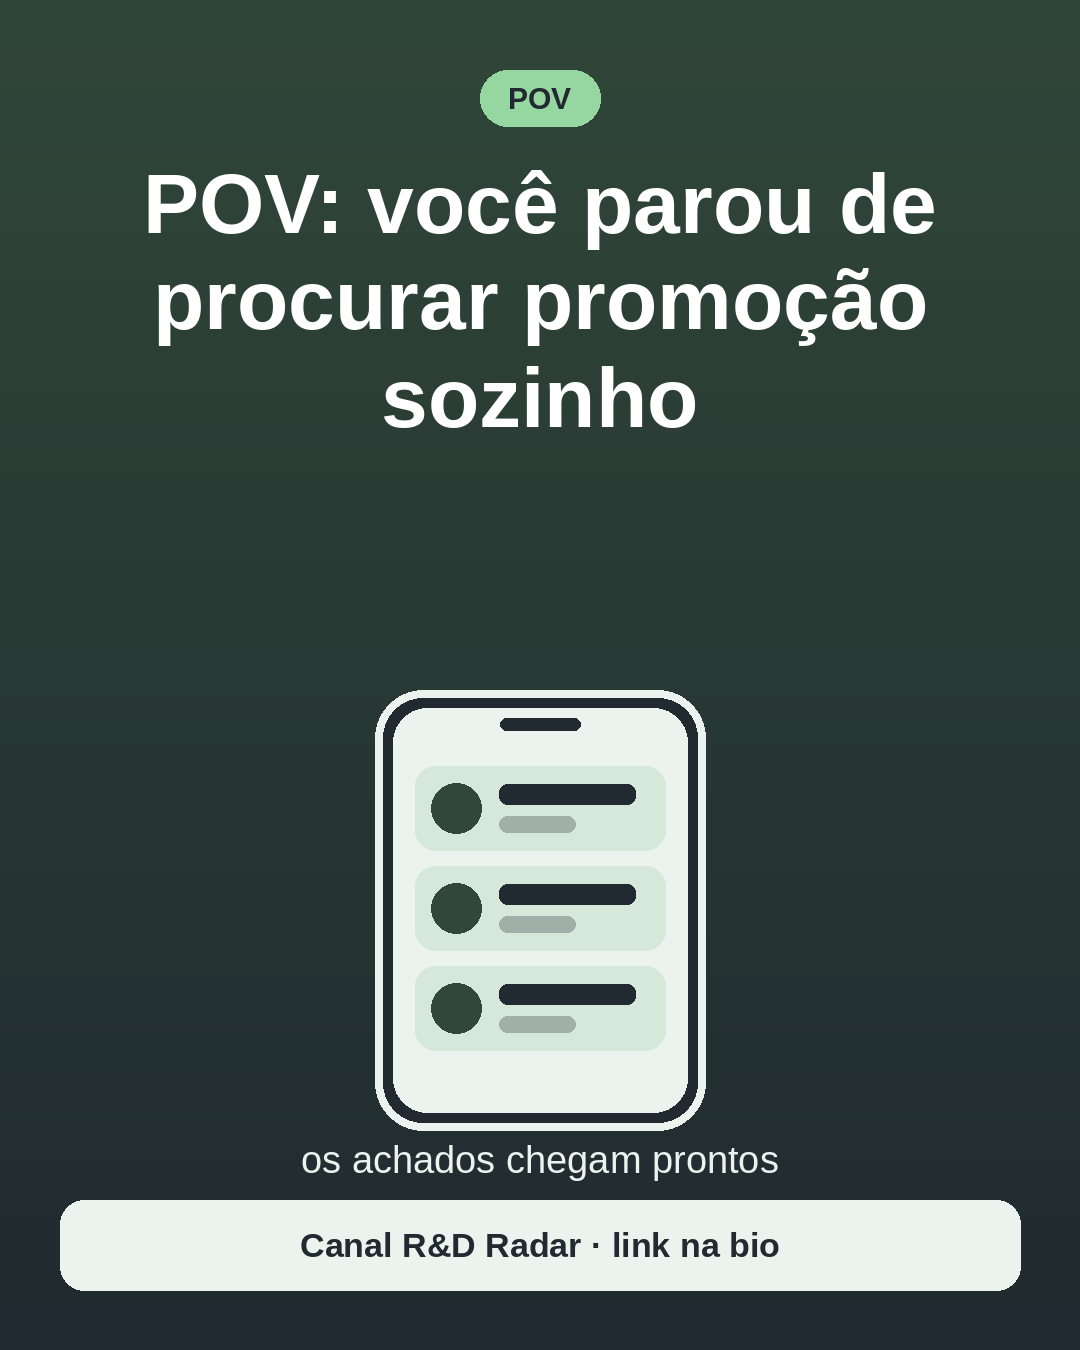 POV
POV: você parou de
procurar promoção
sozinho
os achados chegam prontos
Canal R&D Radar · link na bio